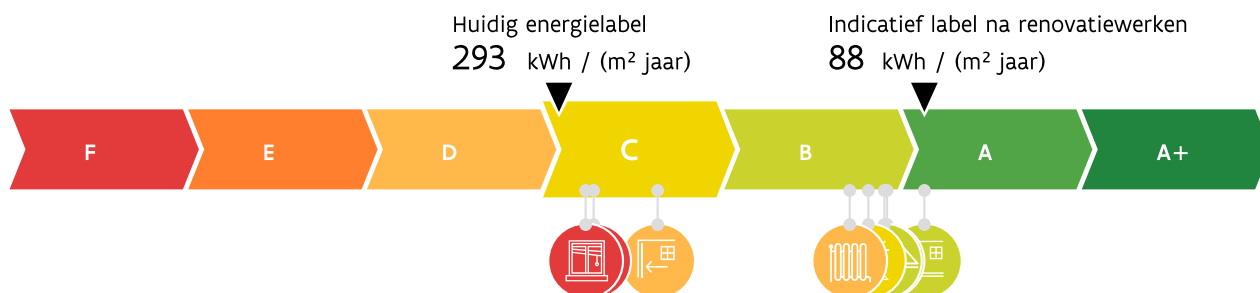 Huidig energielabel
293 kWh / (m² jaar)
Indicatief label na renovatiewerken
88 kWh / (m² jaar)
F E D C B A A+